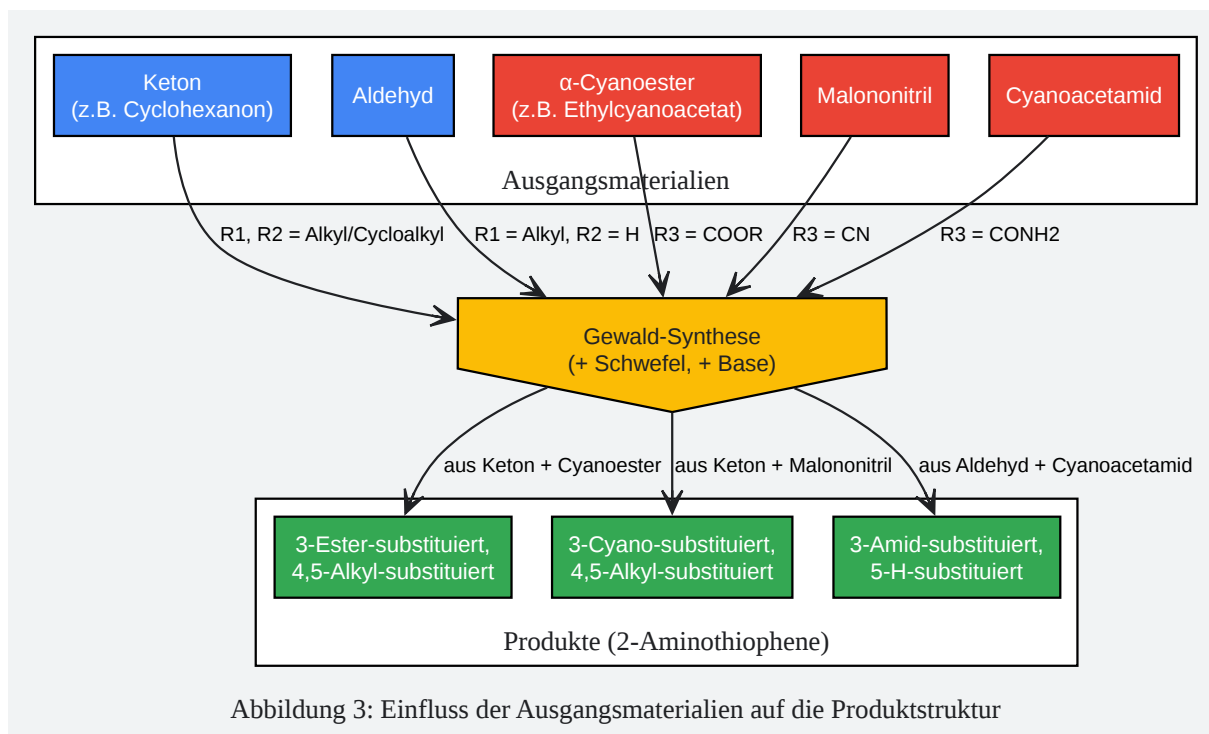 Keton
(z.B. Cyclohexanon)
Aldehyd
α-Cyanoester
(z.B. Ethylcyanoacetat)
Malononitril
Cyanoacetamid
Ausgangsmaterialien
R1, R2 = Alkyl/Cycloalkyl
R1 = Alkyl, R2 = H
R3 = COOR
R3 = CN
R3 = CONH2
Gewald-Synthese
(+ Schwefel, + Base)
aus Keton + Cyanoester
aus Keton + Malononitril
aus Aldehyd + Cyanoacetamid
3-Ester-substituiert,
4,5-Alkyl-substituiert
3-Cyano-substituiert,
4,5-Alkyl-substituiert
3-Amid-substituiert,
5-H-substituiert
Produkte (2-Aminothiophene)
Abbildung 3: Einfluss der Ausgangsmaterialien auf die Produktstruktur